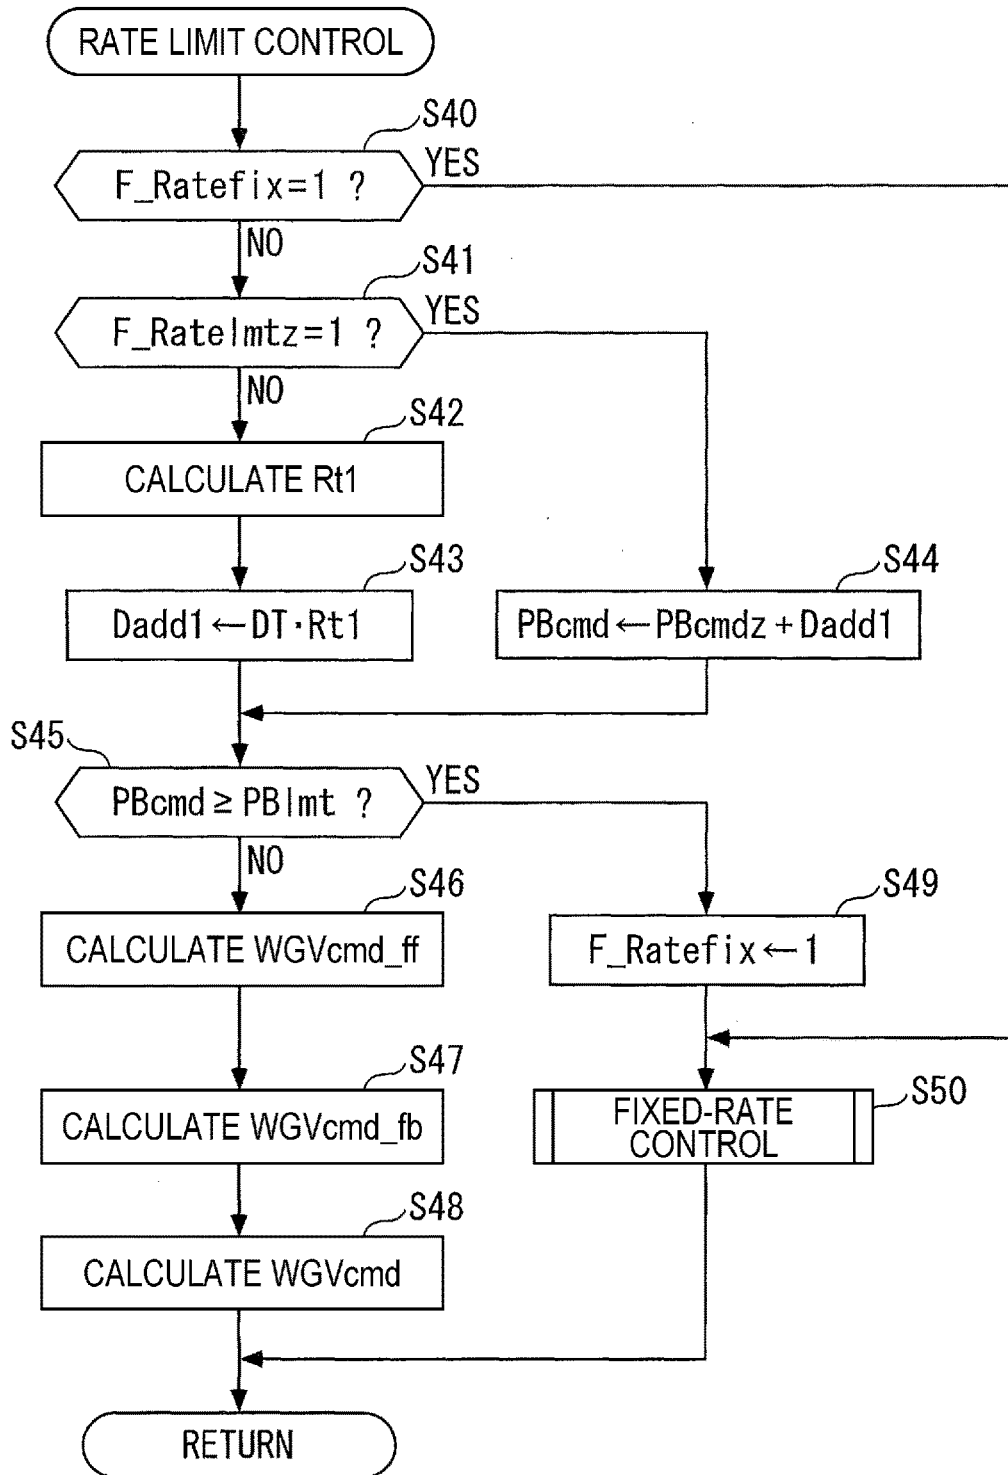 RATE LIMIT CONTROL
S40
F_Ratefix=1 ?
YES
NO
S41
F_Ratelmtz=1 ?
YES
NO
S42
CALCULATE Rt1
S43
Dadd1←DT·Rt1
S44
PBcmd←PBcmdz+Dadd1
S45
PBcmd≥PBlmt ?
YES
NO
S46
CALCULATE WGVcmd_ff
S49
F_Ratefix←1
S47
CALCULATE WGVcmd_fb
S50
FIXED-RATE
CONTROL
S48
CALCULATE WGVcmd
RETURN